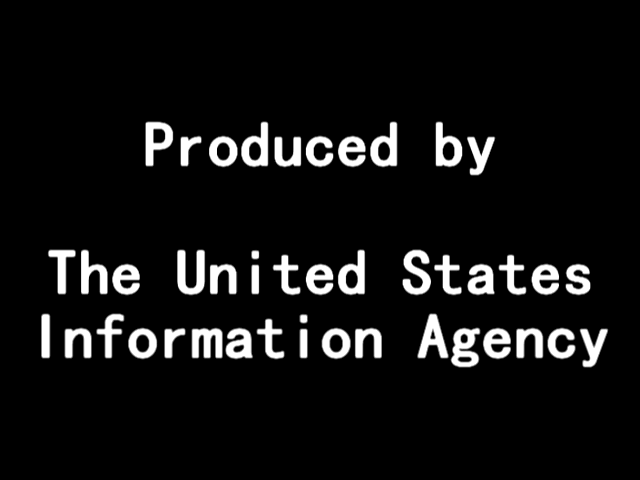 Produced by
The United States
Information Agency